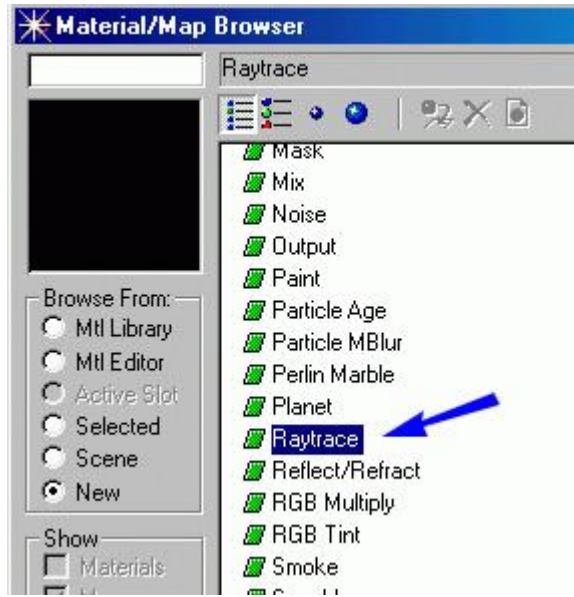 Material/Map Browser
Raytrace
Mask
Mix
Noise
Output
Paint
Particle Age
Particle MBlur
Perlin Marble
Planet
Raytrace
Reflect/Refract
RGB Multiply
RGB Tint
Smoke
Browse From:
Mtl Library
Mtl Editor
Active Slot
Selected
Scene
New
Show
Materials